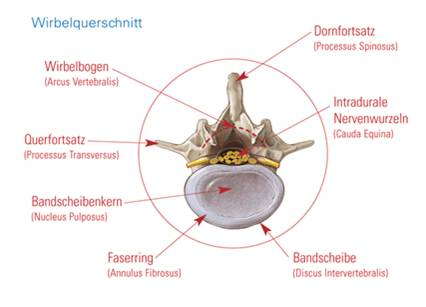 Wirbelquerschnitt
Dornfortsatz
(Processus Spinosus)
Wirbelbogen
(Arcus Vertebralis)
Intradurale
Nervenwurzeln
(Cauda Equina)
Querfortsatz
(Processus Transversus)
Bandscheibenkern
(Nucleus Pulposus)
Faserring
(Annulus Fibrosus)
Bandscheibe
(Discus Intervertebralis)